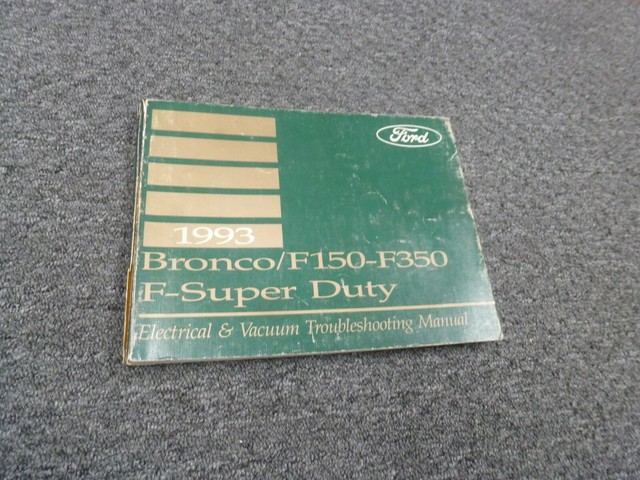 Ford
1993
Bronco/F150-F350
F-Super Duty
Electrical & Vacuum Troubleshooting Manual